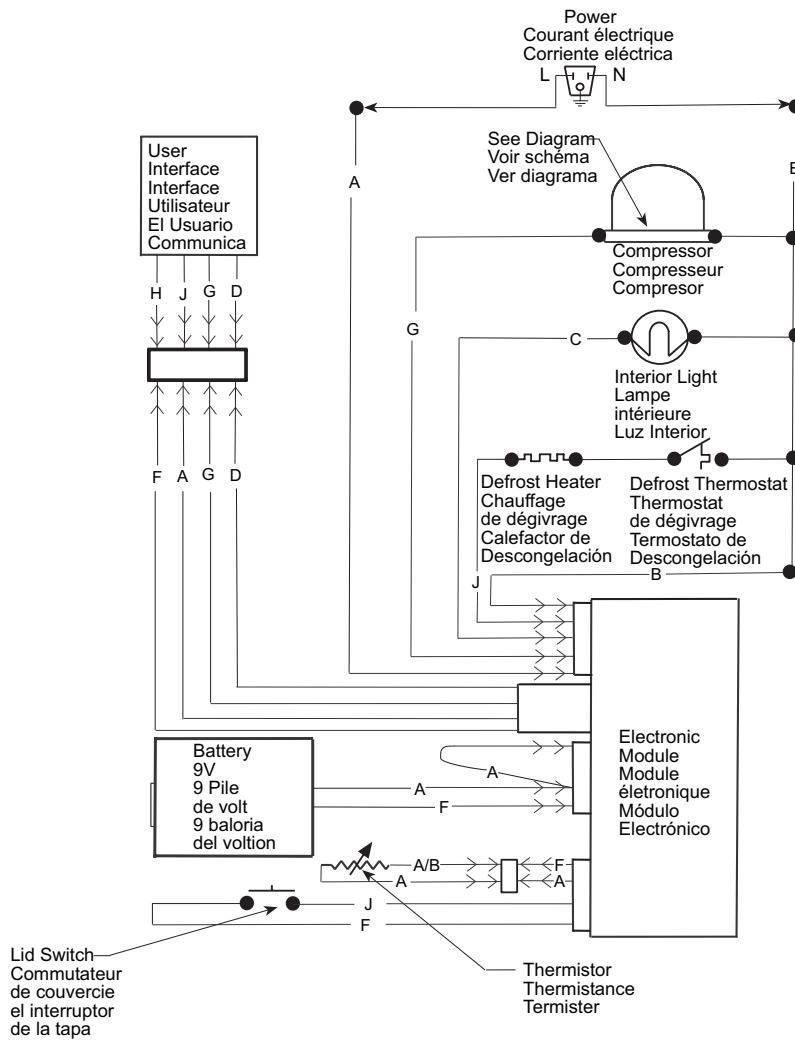 Power
Courant électrique
Corriente eléctrica
L N
See Diagram
Voir schéma
Ver diagrama
User
Interface
Interface
Utilisateur
El Usuario
Communica
A
Compressor
Compresseur
Compresor
H J G D
G
C
Interior Light
Lampe
intérieure
Luz Interior
F A G D
Defrost Heater
Chauffage
de dégivrage
Calefactor de
Descongelación
Defrost Thermostat
Thermostat
de dégivrage
Termostato de
Descongelación
J
B
Electronic
Module
Module
életronique
Módulo
Electrónico
Battery
9V
9 Pile
de volt
9 baloria
del voltion
A
A
F
A/B F
A A
J
F
Lid Switch
Commutateur
de couvercie
el interruptor
de la tapa
Thermistor
Thermistance
Termister